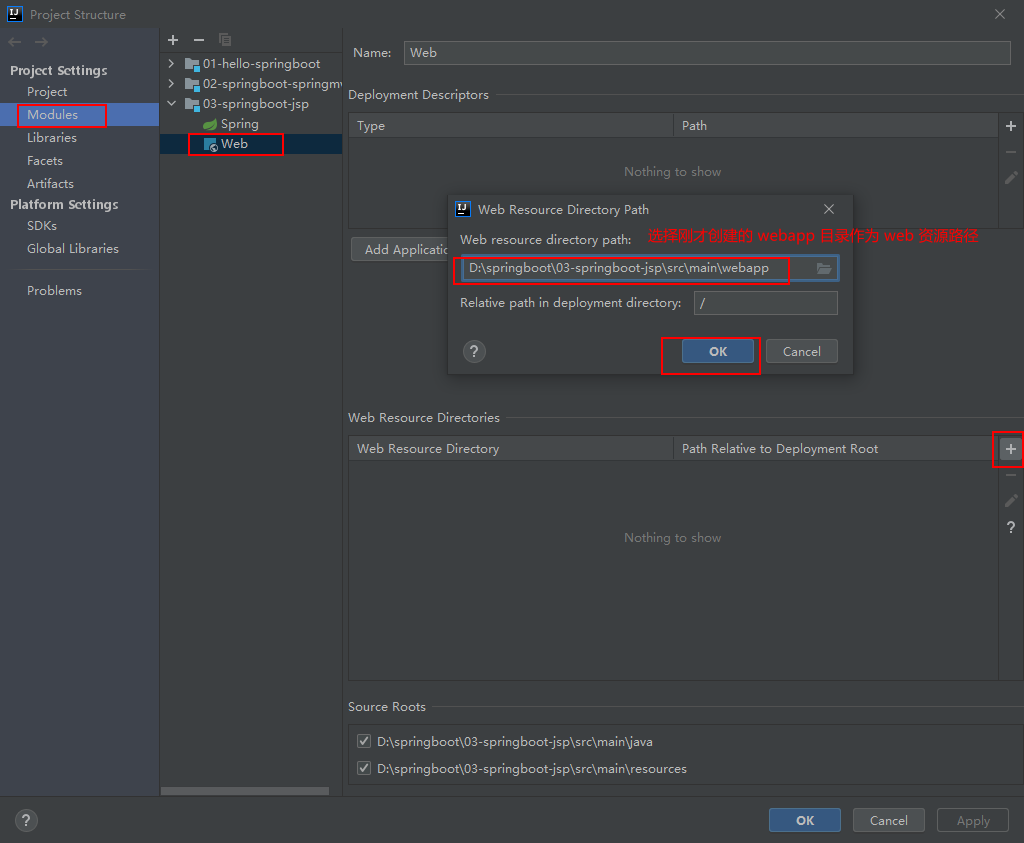 Project Structure
Project Settings
Project
Modules
Libraries
Facets
Artifacts
Platform Settings
SDKs
Global Libraries
Problems
01-hello-springboot
02-springboot-springmv
03-springboot-jsp
Spring
Web
Name: Web
Deployment Descriptors
Type Path
Nothing to show
Add Applicatio
Web Resource Directory Path
Web resource directory path: 选择刚才创建的 webapp 目录作为 web 资源路径
D:\springboot\03-springboot-jsp\src\main\webapp
Relative path in deployment directory: /
? OK Cancel
Web Resource Directories
Web Resource Directory Path Relative to Deployment Root
Nothing to show
?
Source Roots
D:\springboot\03-springboot-jsp\src\main\java
D:\springboot\03-springboot-jsp\src\main\resources
? OK Cancel Apply